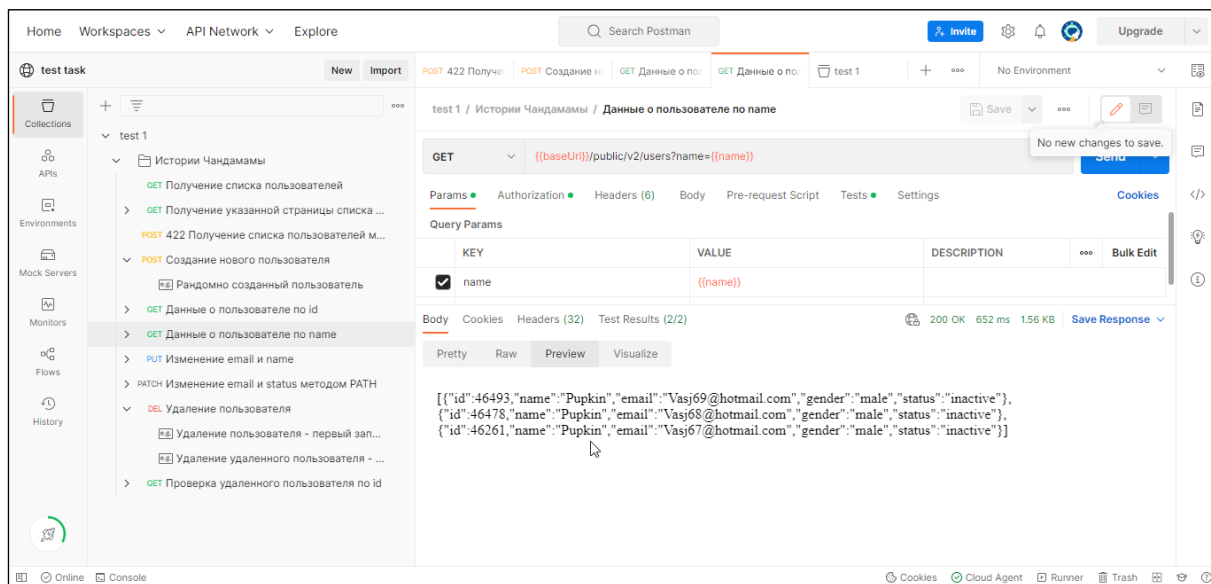 Home Workspaces API Network Explore Search Postman Invite Upgrade
test task New Import POST 422 Получе POST Создание н GET Данные о по GET Данные о по test 1 + ooo No Environment
Collections
APIs
Environments
Mock Servers
Monitors
Flows
History
+ ooo
test 1
Истории Чандамамы
GET Получение списка пользователей
GET Получение указанной страницы списка ...
POST 422 Получение списка пользователей м...
POST Создание нового пользователя
e.g. Рандомно созданный пользователь
GET Данные о пользователе по id
GET Данные о пользователе по name
PUT Изменение email и name
PATCH Изменение email и status методом PATH
DEL Удаление пользователя
e.g. Удаление пользователя - первый зап...
e.g. Удаление удаленного пользователя - ...
GET Проверка удаленного пользователя по id
test 1 / Истории Чандамамы / Данные о пользователе по name Save ooo
No new changes to save.
GET {{baseUrl}}/public/v2/users?name={{name}} Send
Params Authorization Headers (6) Body Pre-request Script Tests Settings Cookies
Query Params
KEY VALUE DESCRIPTION ooo Bulk Edit
name {{name}}
Body Cookies Headers (32) Test Results (2/2) 200 OK 652 ms 1.56 KB Save Response
Pretty Raw Preview Visualize
[{"id":46493,"name":"Pupkin","email":"Vasj69@hotmail.com","gender":"male","status":"inactive"},
{"id":46478,"name":"Pupkin","email":"Vasj68@hotmail.com","gender":"male","status":"inactive"},
{"id":46261,"name":"Pupkin","email":"Vasj67@hotmail.com","gender":"male","status":"inactive"}]
Online Console Cookies Cloud Agent Runner Trash